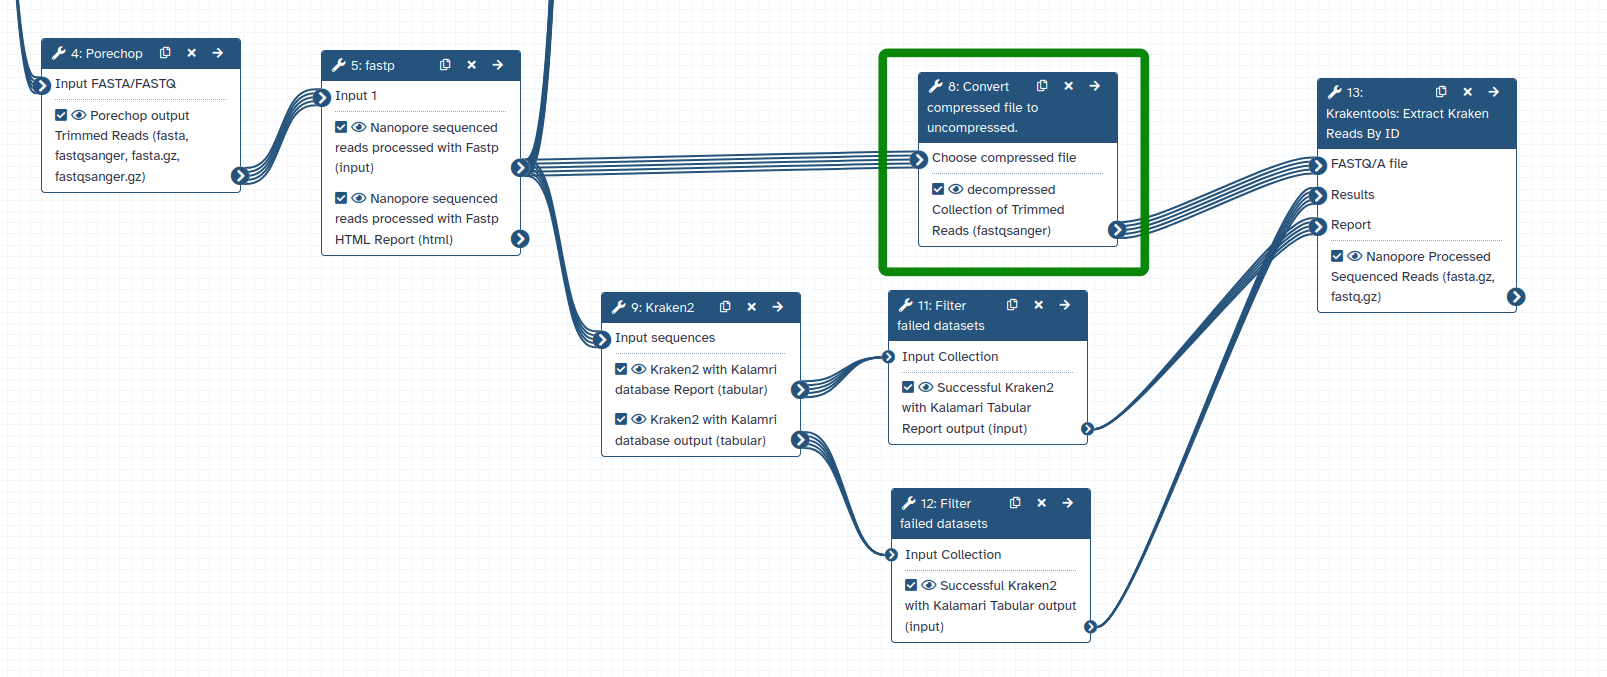 4: Porechop
Input FASTA/FASTQ
Porechop output
Trimmed Reads (fasta,
fastqsanger, fasta.gz,
fastqsanger.gz)
5: fastp
Input 1
Nanopore sequenced
reads processed with Fastp
(input)
Nanopore sequenced
reads processed with Fastp
HTML Report (html)
8: Convert
compressed file to
uncompressed.
Choose compressed file
decompressed
Collection of Trimmed
Reads (fastqsanger)
13:
Krakentools: Extract Kraken
Reads By ID
FASTQ/A file
Results
Report
Nanopore Processed
Sequenced Reads (fasta.gz,
fastq.gz)
9: Kraken2
Input sequences
Kraken2 with Kalamri
database Report (tabular)
Kraken2 with Kalamri
database output (tabular)
11: Filter
failed datasets
Input Collection
Successful Kraken2
with Kalamari Tabular
Report output (input)
12: Filter
failed datasets
Input Collection
Successful Kraken2
with Kalamari Tabular output
(input)